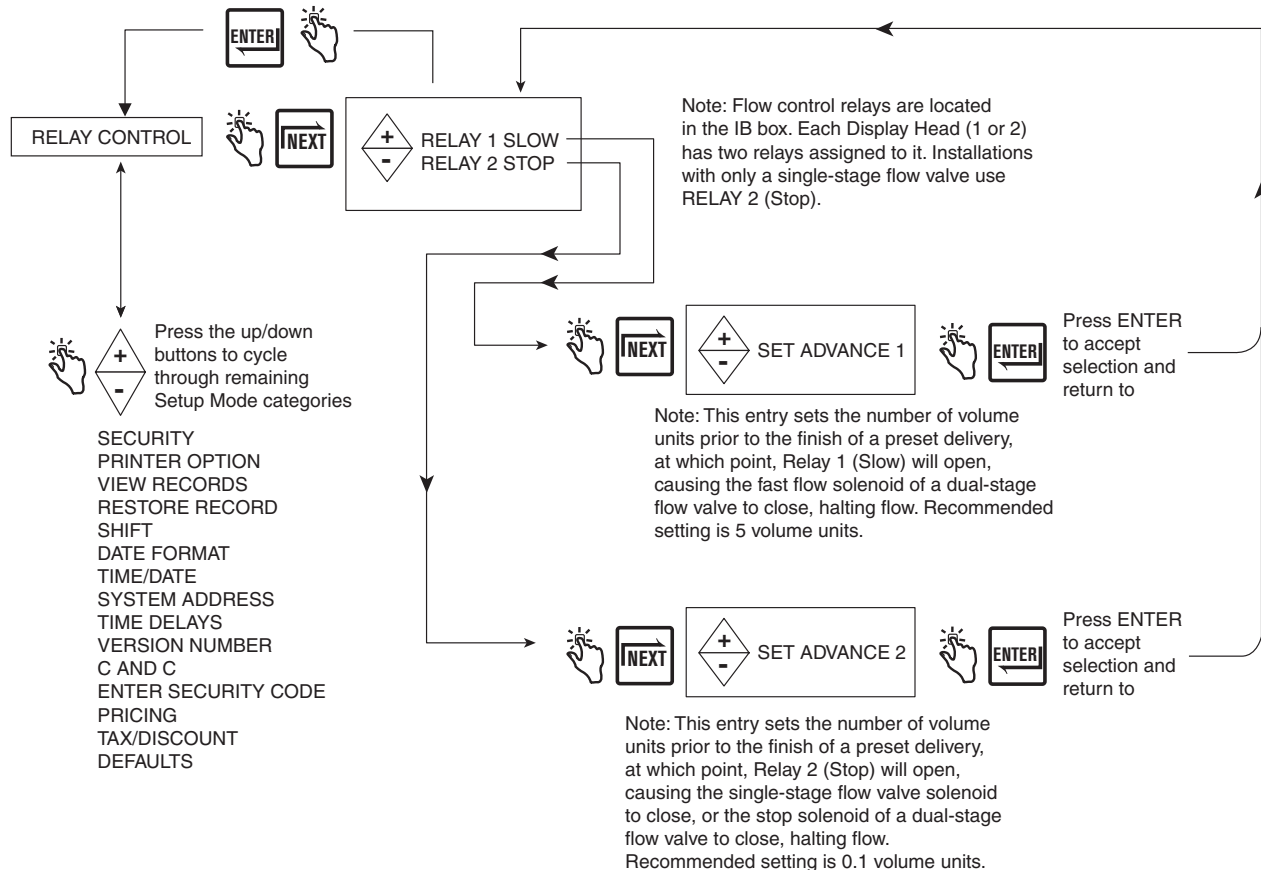 ENTER
RELAY CONTROL
NEXT
+
-
RELAY 1 SLOW
RELAY 2 STOP
Note: Flow control relays are located
in the IB box. Each Display Head (1 or 2)
has two relays assigned to it. Installations
with only a single-stage flow valve use
RELAY 2 (Stop).
+
-
Press the up/down
buttons to cycle
through remaining
Setup Mode categories
SECURITY
PRINTER OPTION
VIEW RECORDS
RESTORE RECORD
SHIFT
DATE FORMAT
TIME/DATE
SYSTEM ADDRESS
TIME DELAYS
VERSION NUMBER
C AND C
ENTER SECURITY CODE
PRICING
TAX/DISCOUNT
DEFAULTS
NEXT
+
-
SET ADVANCE 1
ENTER
Press ENTER
to accept
selection and
return to
Note: This entry sets the number of volume
units prior to the finish of a preset delivery,
at which point, Relay 1 (Slow) will open,
causing the fast flow solenoid of a dual-stage
flow valve to close, halting flow. Recommended
setting is 5 volume units.
NEXT
+
-
SET ADVANCE 2
ENTER
Press ENTER
to accept
selection and
return to
Note: This entry sets the number of volume
units prior to the finish of a preset delivery,
at which point, Relay 2 (Stop) will open,
causing the single-stage flow valve solenoid
to close, or the stop solenoid of a dual-stage
flow valve to close, halting flow.
Recommended setting is 0.1 volume units.